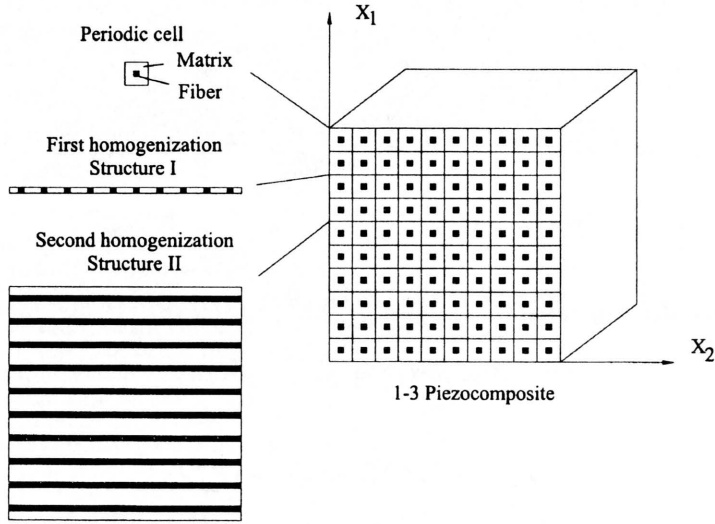 X1
Periodic cell
Matrix
Fiber
First homogenization
Structure I
Second homogenization
Structure II
X2
1-3 Piezocomposite